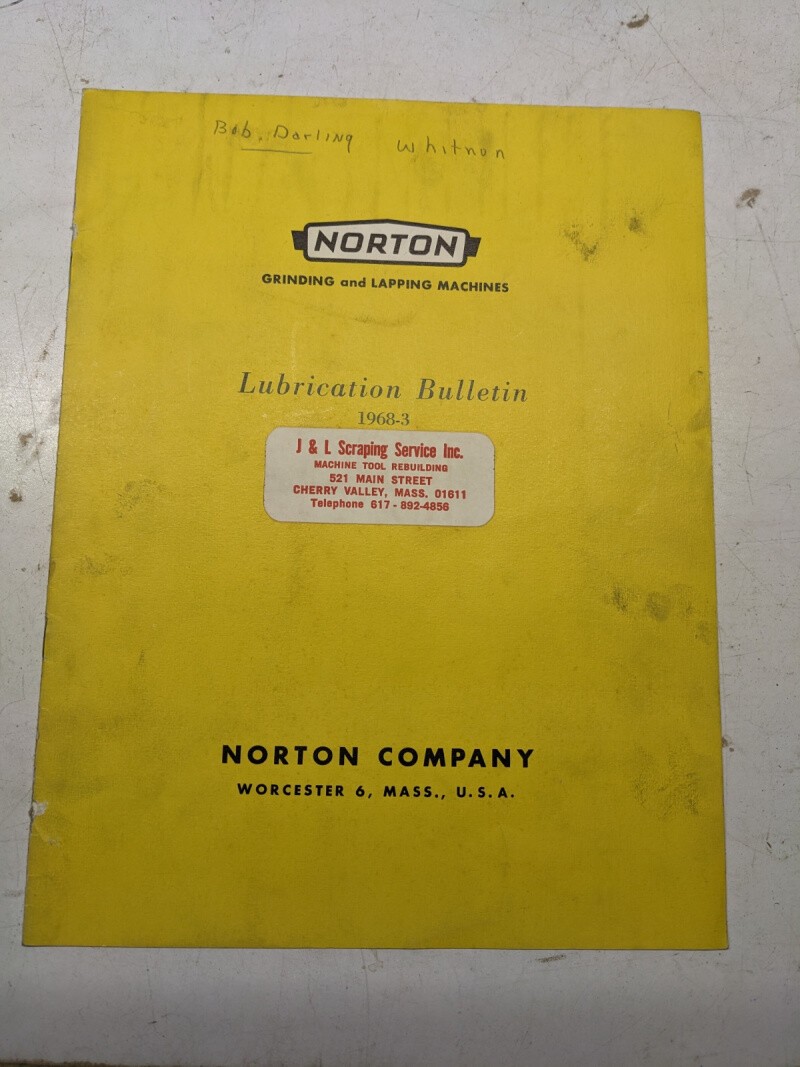 Bob. Darling Whitnun
NORTON
GRINDING and LAPPING MACHINES
Lubrication Bulletin
1968-3
J & L Scraping Service Inc.
MACHINE TOOL REBUILDING
521 MAIN STREET
CHERRY VALLEY, MASS. 01611
Telephone 617-892-4856
NORTON COMPANY
WORCESTER 6, MASS., U.S.A.